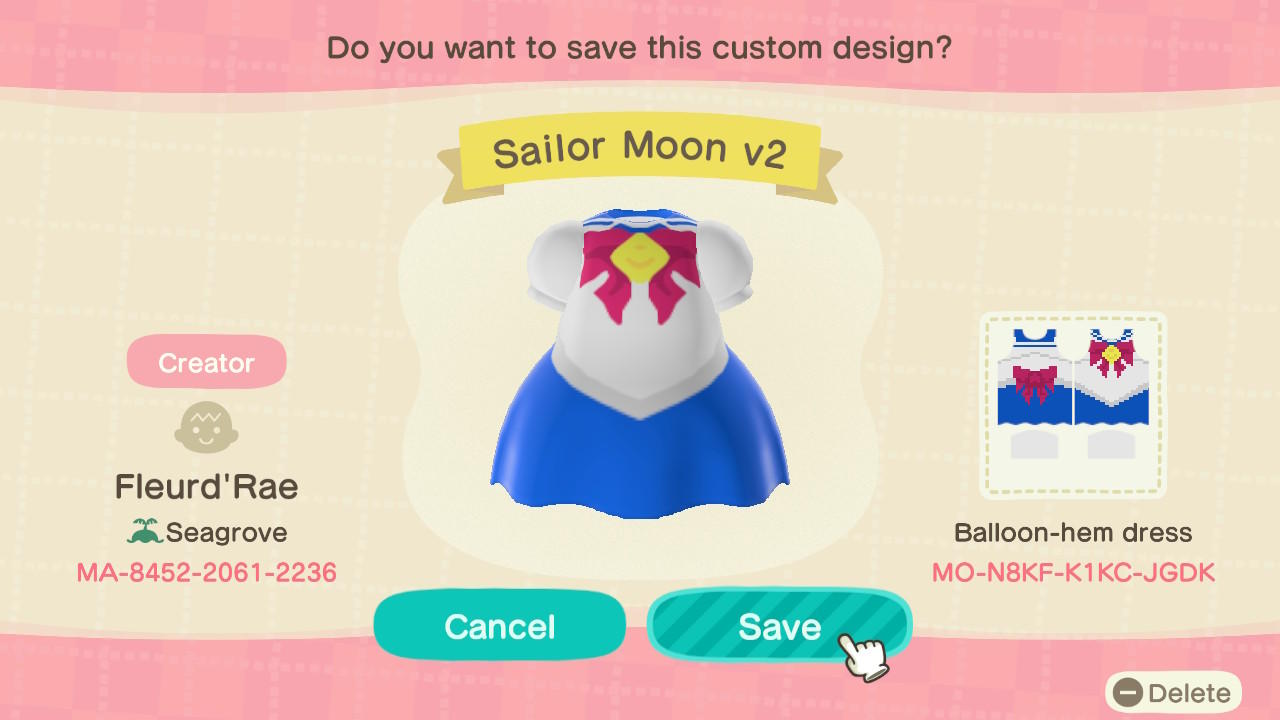 Do you want to save this custom design?
Sailor Moon v2
Creator
Fleurd'Rae
Seagrove
MA-8452-2061-2236
Balloon-hem dress
MO-N8KF-K1KC-JGDK
Cancel
Save
Delete